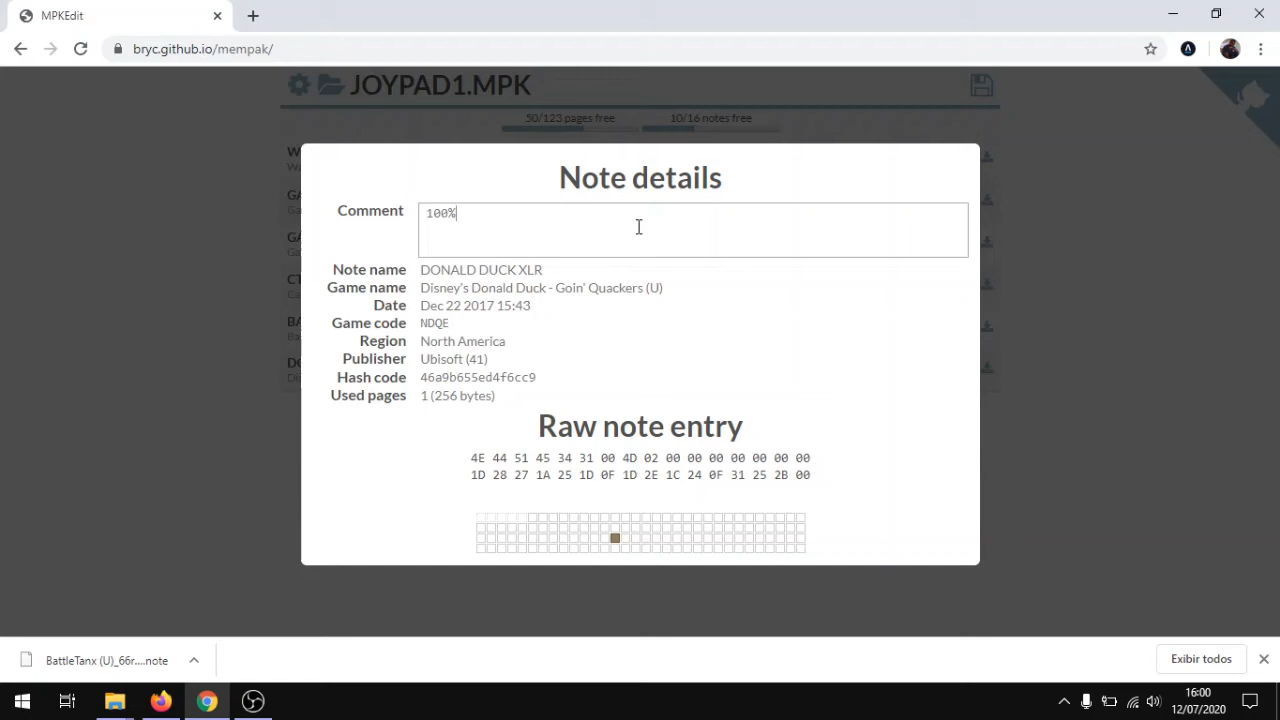 MPKEdit
bryc.github.io/mempak/
JOYPAD1.MPK
50/123 pages free
10/16 notes free
Note details
Comment 100%
Note name DONALD DUCK XLR
Game name Disney's Donald Duck - Goin' Quackers (U)
Date Dec 22 2017 15:43
Game code NDQE
Region North America
Publisher Ubisoft (41)
Hash code 46a9b655ed4f6cc9
Used pages 1 (256 bytes)
Raw note entry
4E 44 51 45 34 31 00 4D 02 00 00 00 00 00 00 00
1D 28 27 1A 25 1D 0F 1D 2E 1C 24 0F 31 25 2B 00
BattleTanx (U)_66r....note
Exibir todos
16:00
12/07/2020